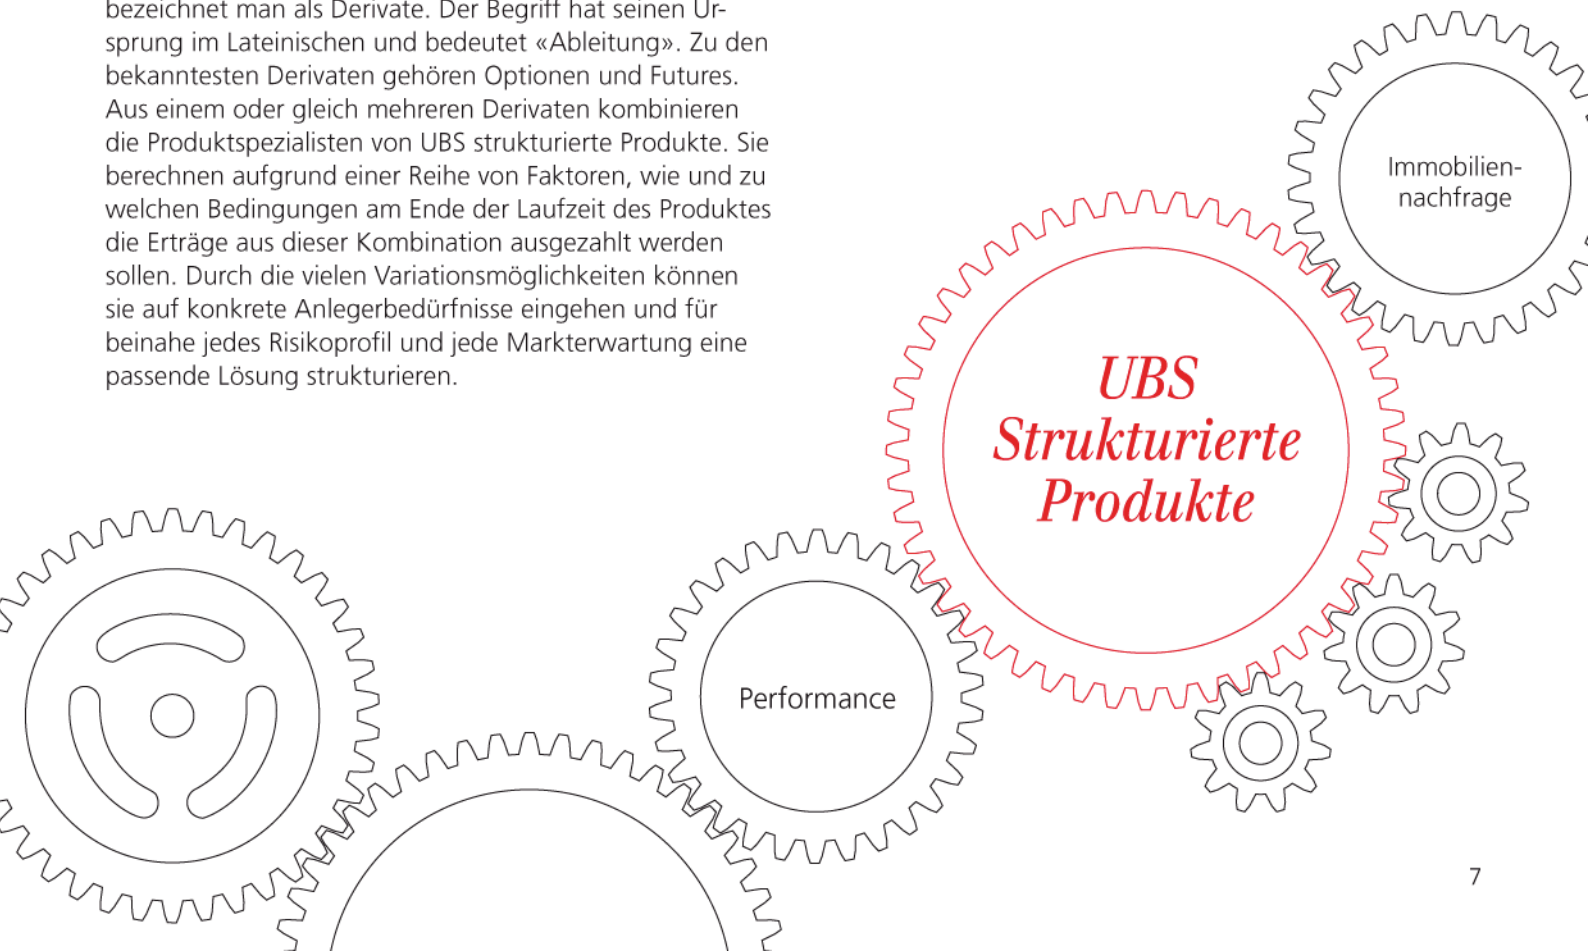 bezeichnet man als Derivate. Der Begriff hat seinen Ur-
sprung im Lateinischen und bedeutet «Ableitung». Zu den
bekanntesten Derivaten gehören Optionen und Futures.
Aus einem oder gleich mehreren Derivaten kombinieren
die Produktspezialisten von UBS strukturierte Produkte. Sie
berechnen aufgrund einer Reihe von Faktoren, wie und zu
welchen Bedingungen am Ende der Laufzeit des Produktes
die Erträge aus dieser Kombination ausgezahlt werden
sollen. Durch die vielen Variationsmöglichkeiten können
sie auf konkrete Anlegerbedürfnisse eingehen und für
beinahe jedes Risikoprofil und jede Markterwartung eine
passende Lösung strukturieren.
Immobilien-
nachfrage
UBS
Strukturierte
Produkte
Performance
7